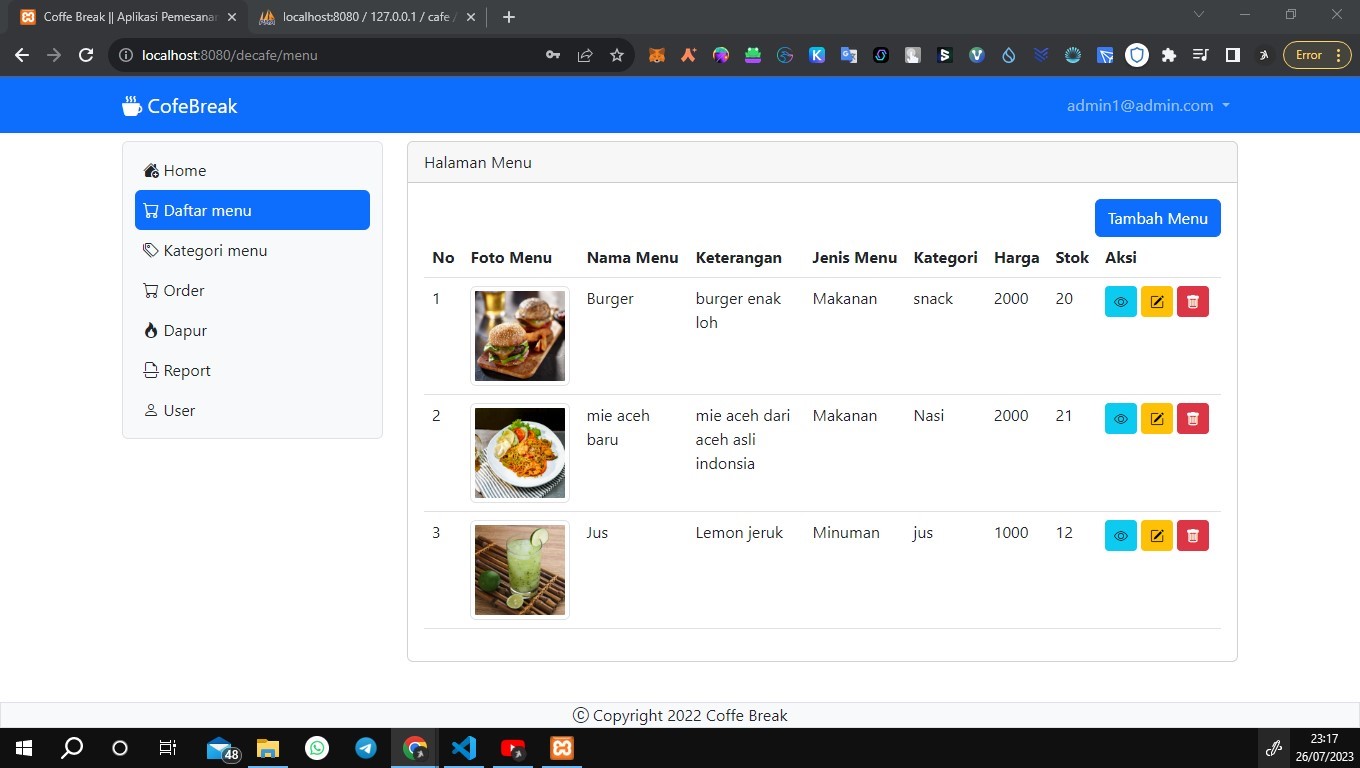 Coffe Break || Aplikasi Pemesanan
localhost:8080 / 127.0.0.1 / cafe /
localhost:8080/decafe/menu
Error
CofeBreak
admin1@admin.com
Home
Daftar menu
Kategori menu
Order
Dapur
Report
User
Halaman Menu
Tambah Menu
No Foto Menu Nama Menu Keterangan Jenis Menu Kategori Harga Stok Aksi
1 Burger burger enak Makanan snack 2000 20
loh
2 mie aceh mie aceh dari Makanan Nasi 2000 21
baru aceh asli
indonsia
3 Jus Lemon jeruk Minuman jus 1000 12
© Copyright 2022 Coffe Break
48
23:17
26/07/2023